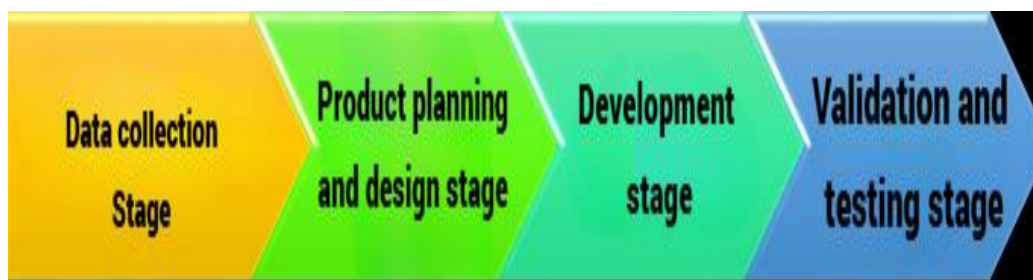 Data collection
Stage
Product planning
and design stage
Development
stage
Validation and
testing stage